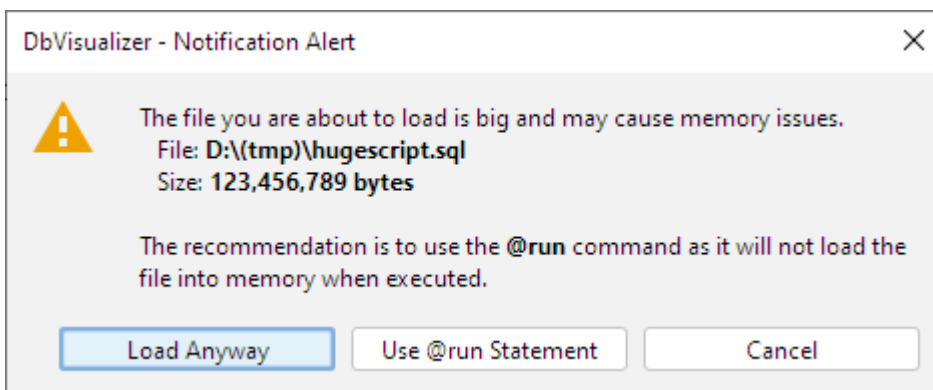 DbVisualizer - Notification Alert
The file you are about to load is big and may cause memory issues.
File: D:\(tmp)\hugescript.sql
Size: 123,456,789 bytes
The recommendation is to use the @run command as it will not load the
file into memory when executed.
Load Anyway
Use @run Statement
Cancel